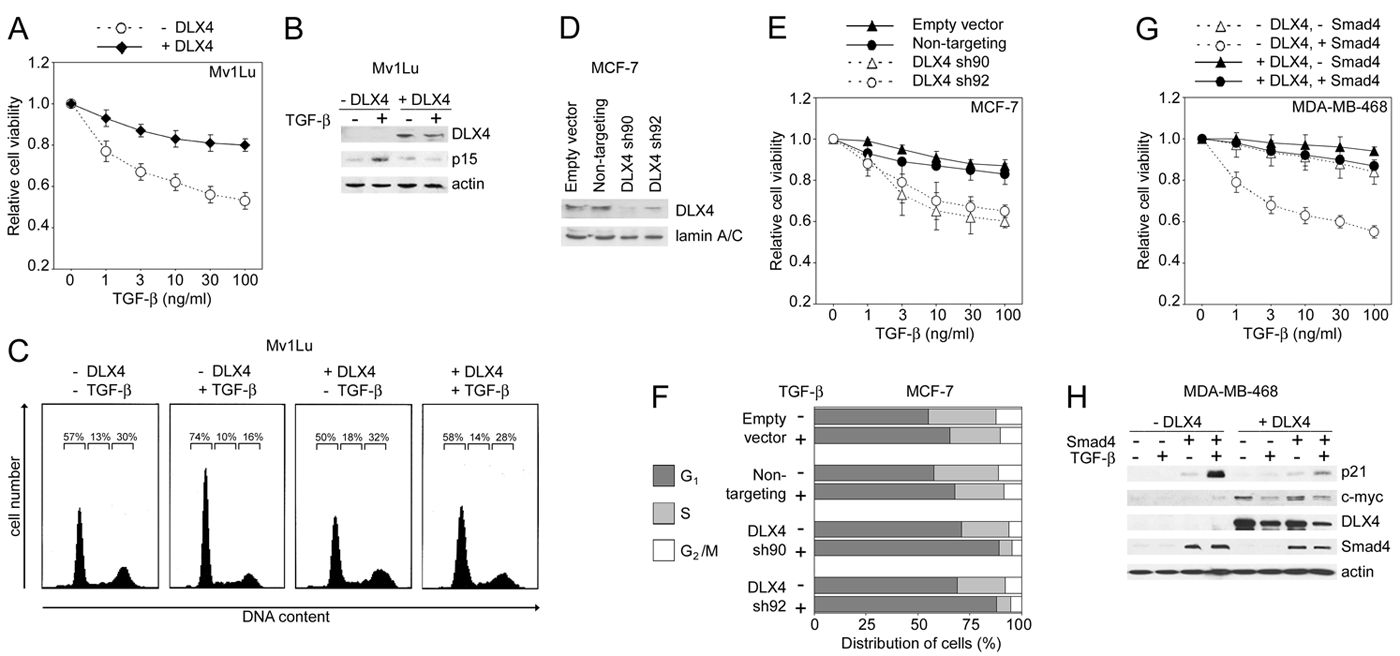 A
- DLX4
+ DLX4
Mv1Lu
1.2
1.0
0.8
0.6
0.4
0.2
Relative cell viability
0 1 3 10 30 100
TGF-β (ng/ml)
B
Mv1Lu
- DLX4 + DLX4
TGF-β - + - +
DLX4
p15
actin
C
Mv1Lu
- DLX4 - DLX4 + DLX4 + DLX4
- TGF-β + TGF-β - TGF-β + TGF-β
57% 13% 30% 74% 10% 16% 50% 18% 32% 58% 14% 28%
cell number
DNA content
D
MCF-7
Empty vector
Non-targeting
DLX4 sh90
DLX4 sh92
DLX4
lamin A/C
E
Empty vector
Non-targeting
DLX4 sh90
DLX4 sh92
MCF-7
1.2
1.0
0.8
0.6
0.4
0.2
Relative cell viability
0 1 3 10 30 100
TGF-β (ng/ml)
F
TGF-β MCF-7
Empty -
vector +
Non- -
targeting +
DLX4 -
sh90 +
DLX4 -
sh92 +
G1
S
G2/M
0 25 50 75 100
Distribution of cells (%)
G
- DLX4, - Smad4
- DLX4, + Smad4
+ DLX4, - Smad4
+ DLX4, + Smad4
MDA-MB-468
1.2
1.0
0.8
0.6
0.4
0.2
Relative cell viability
0 1 3 10 30 100
TGF-β (ng/ml)
H
MDA-MB-468
- DLX4 + DLX4
Smad4 - - + + - - + +
TGF-β - + - + - + - +
p21
c-myc
DLX4
Smad4
actin